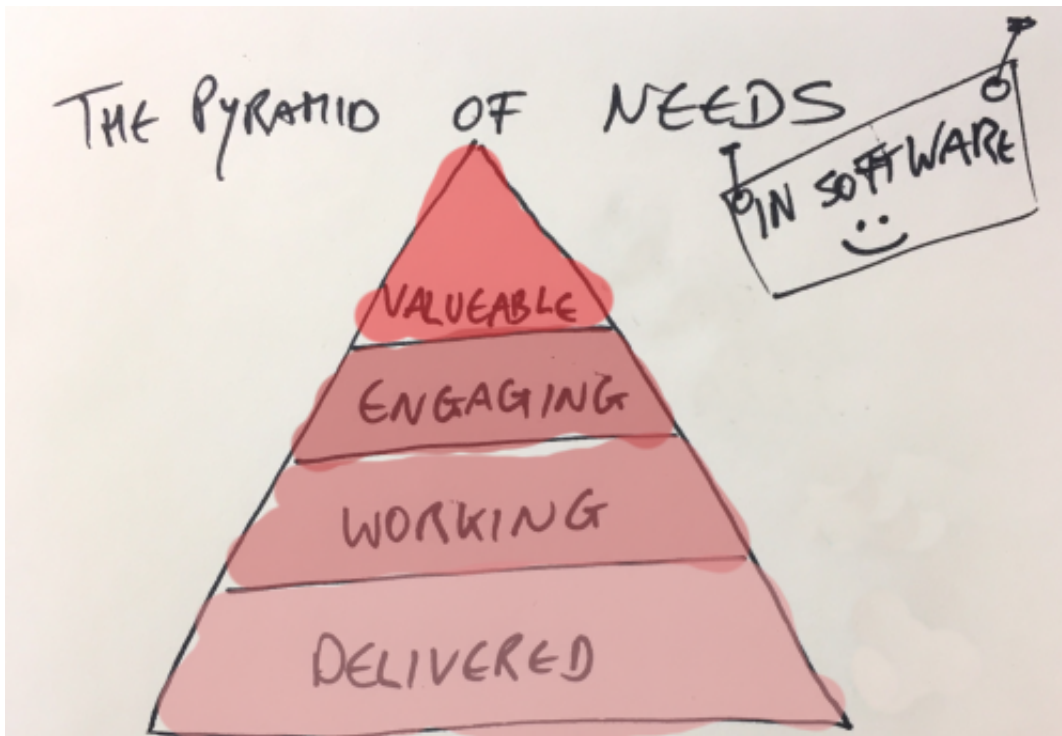 THE PYRAMID OF NEEDS
IN SOFTWARE
VALUEABLE
ENGAGING
WORKING
DELIVERED